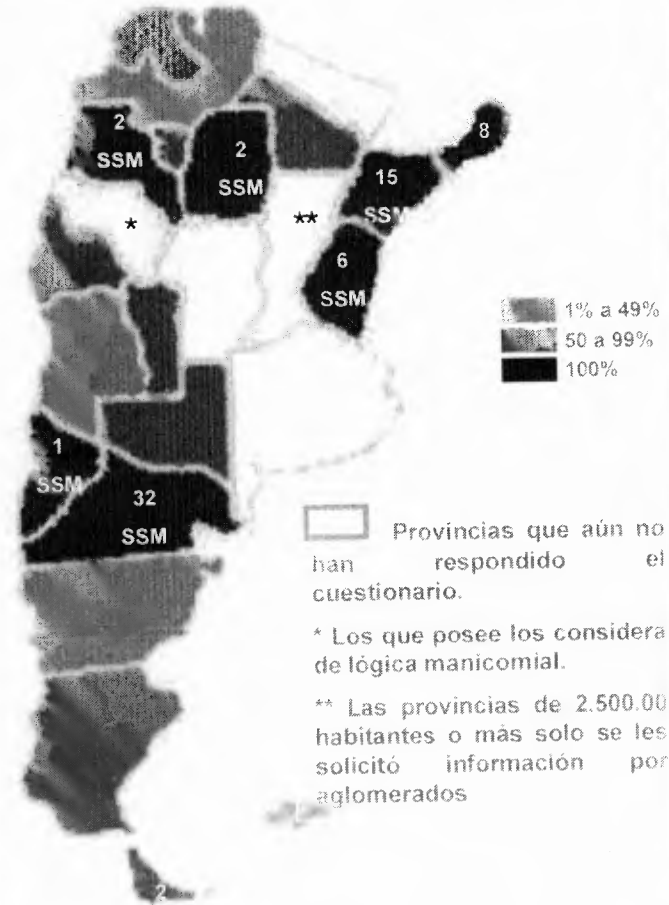 2
SSM
2
SSM
8
15
SSM
*
**
6
SSM
1% a 49%
50 a 99%
100%
1
SSM
32
SSM
Provincias que aún no
han respondido el
cuestionario.
* Los que posee los considera
de lógica manicomial.
** Las provincias de 2.500.00
habitantes o más solo se les
solicitó información por
aglomerados
2